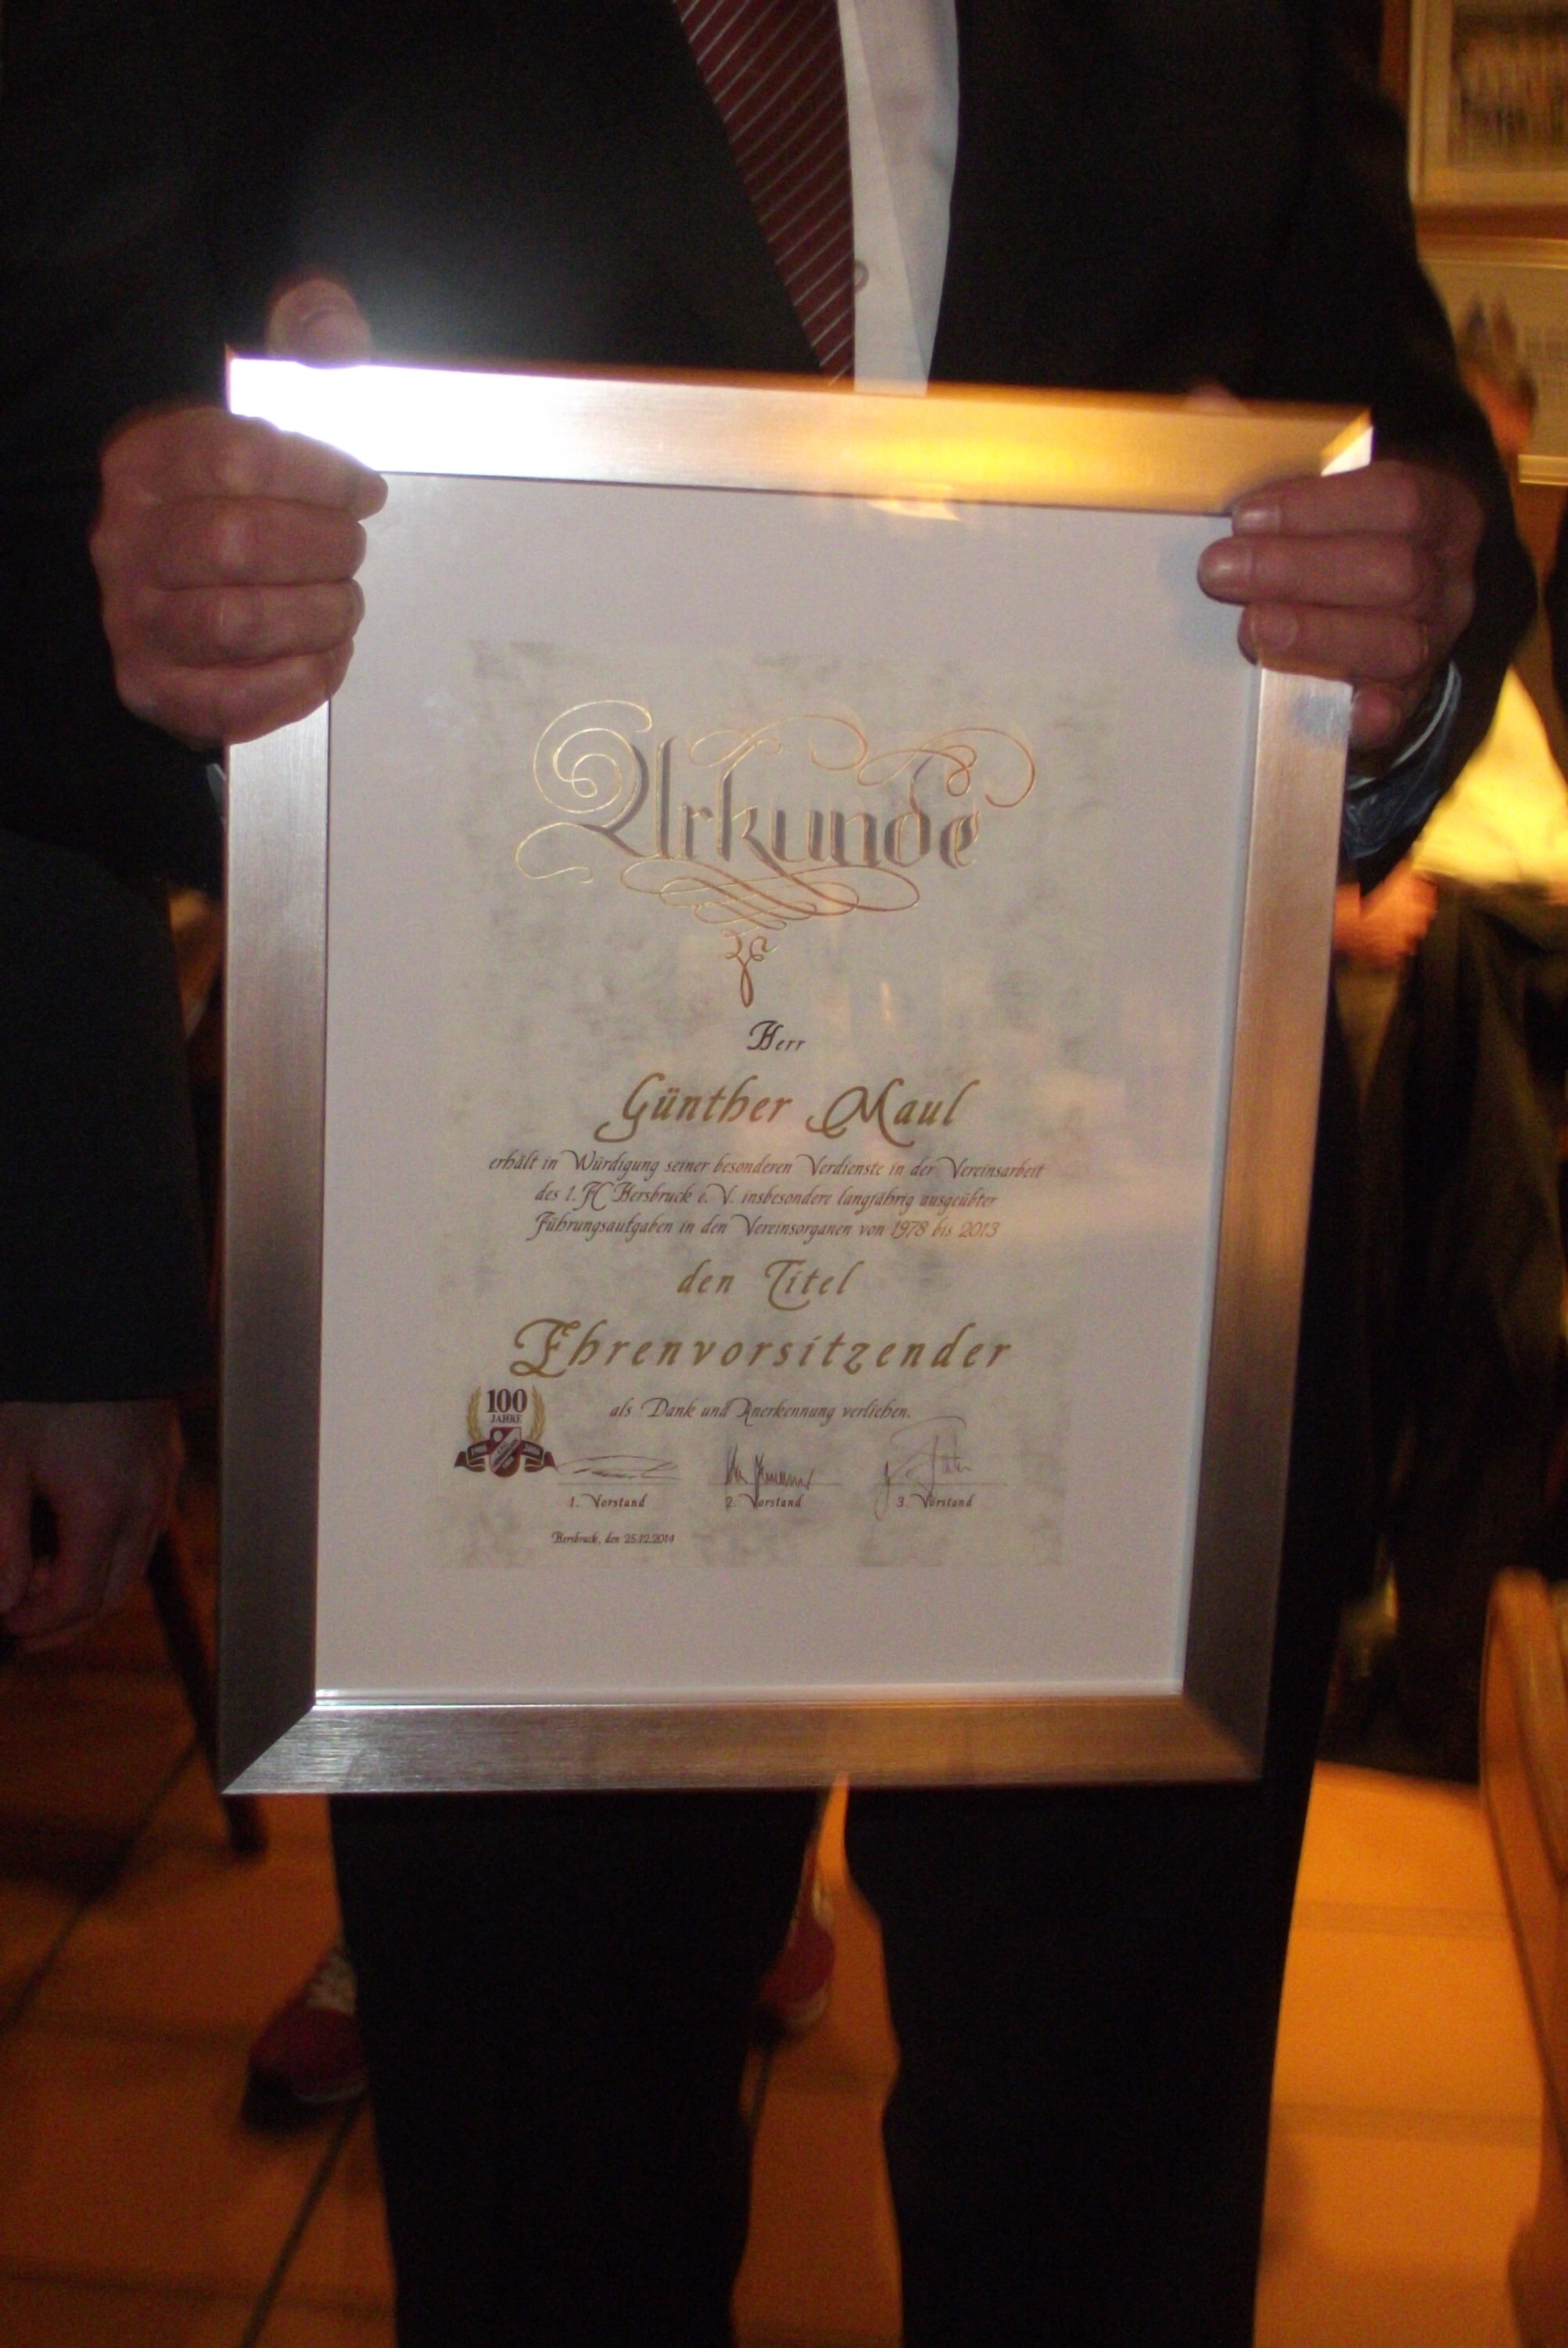 Urkunde
Herr
Günther Maul
erhält in Würdigung seiner besonderen Verdienste in der Vereinsarbeit
des 1. FC Hersbruck e. V. insbesondere langjährig ausgeübter
Führungsaufgaben in den Vereinsorganen von 1978 bis 2013
den Titel
Ehrenvorsitzender
als Dank und Anerkennung verliehen.
100
JAHRE
1. Vorstand 2. Vorstand 3. Vorstand
Hersbruck, den 25.12.2014